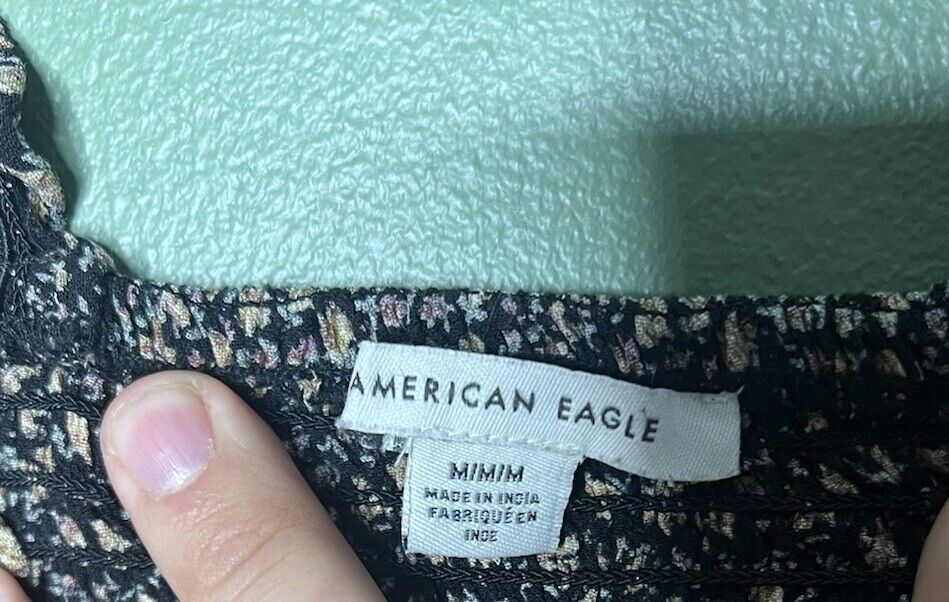 AMERICAN EAGLE
M/M/M
MADE IN INDIA
FABRIQUÉ EN
INDE